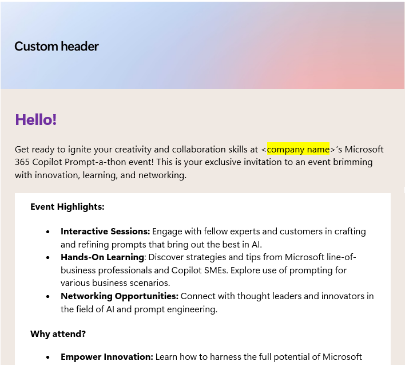 Custom header
Hello!
Get ready to ignite your creativity and collaboration skills at <company name>'s Microsoft
365 Copilot Prompt-a-thon event! This is your exclusive invitation to an event brimming
with innovation, learning, and networking.
Event Highlights:
• Interactive Sessions: Engage with fellow experts and customers in crafting
and refining prompts that bring out the best in AI.
• Hands-On Learning: Discover strategies and tips from Microsoft line-of-
business professionals and Copilot SMEs. Explore use of prompting for
various business scenarios.
• Networking Opportunities: Connect with thought leaders and innovators in
the field of AI and prompt engineering.
Why attend?
• Empower Innovation: Learn how to harness the full potential of Microsoft